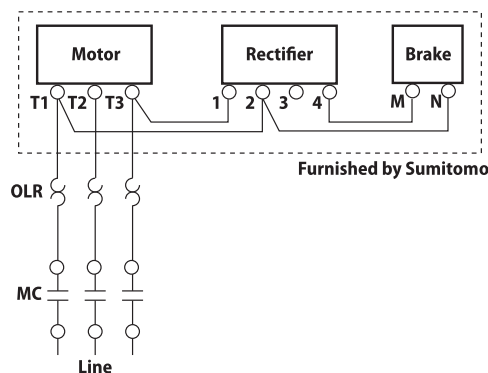 Motor Rectifier Brake
T1 T2 T3 1 2 3 4 M N
Furnished by Sumitomo
OLR
MC
Line